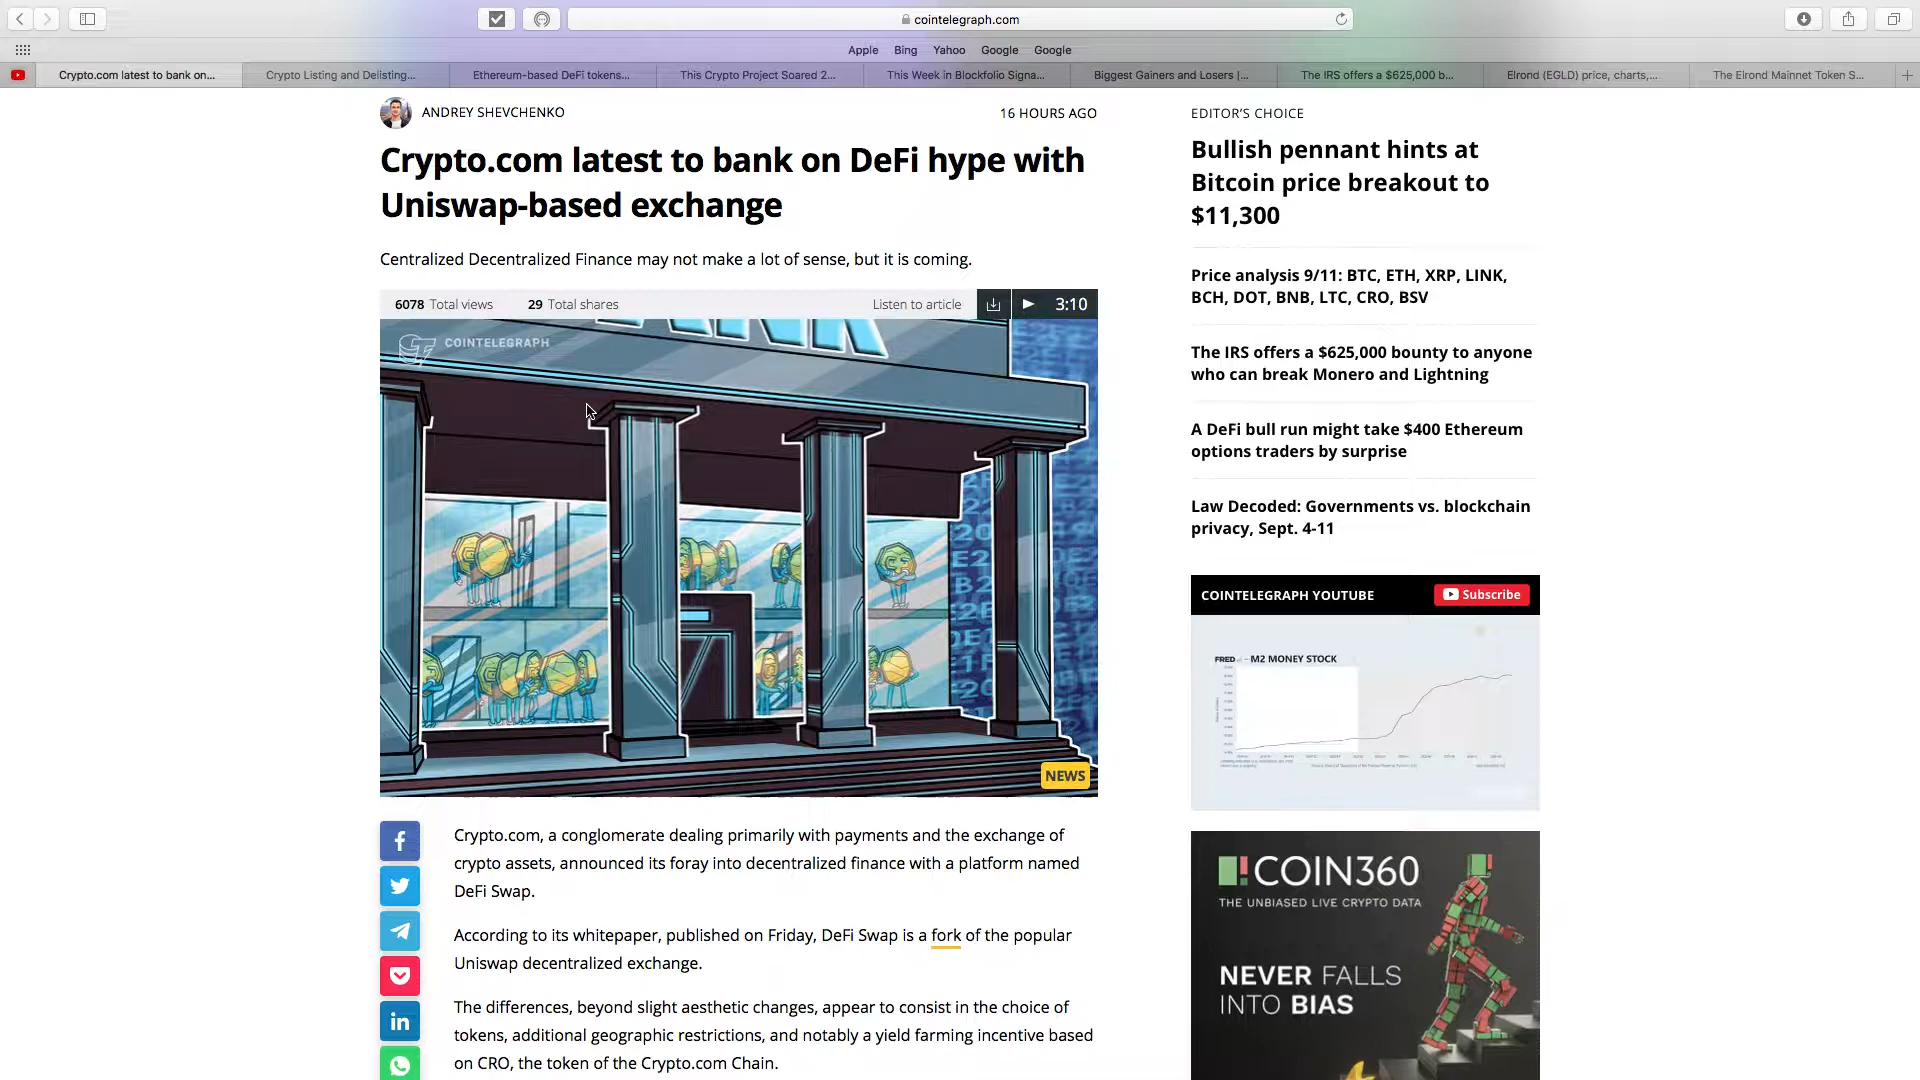 cointelegraph.com
Apple Bing Yahoo Google Google
Crypto.com latest to bank on...
Crypto Listing and Delisting...
Ethereum-based DeFi tokens...
This Crypto Project Soared 2...
This Week in Blockfolio Signa...
Biggest Gainers and Losers |...
The IRS offers a $625,000 b...
Elrond (EGLD) price, charts,...
The Elrond Mainnet Token S...
ANDREY SHEVCHENKO
16 HOURS AGO
Crypto.com latest to bank on DeFi hype with
Uniswap-based exchange
Centralized Decentralized Finance may not make a lot of sense, but it is coming.
6078 Total views 29 Total shares
Listen to article
3:10
COINTELEGRAPH
NEWS
Crypto.com, a conglomerate dealing primarily with payments and the exchange of
crypto assets, announced its foray into decentralized finance with a platform named
DeFi Swap.
According to its whitepaper, published on Friday, DeFi Swap is a fork of the popular
Uniswap decentralized exchange.
The differences, beyond slight aesthetic changes, appear to consist in the choice of
tokens, additional geographic restrictions, and notably a yield farming incentive based
on CRO, the token of the Crypto.com Chain.
EDITOR'S CHOICE
Bullish pennant hints at
Bitcoin price breakout to
$11,300
Price analysis 9/11: BTC, ETH, XRP, LINK,
BCH, DOT, BNB, LTC, CRO, BSV
The IRS offers a $625,000 bounty to anyone
who can break Monero and Lightning
A DeFi bull run might take $400 Ethereum
options traders by surprise
Law Decoded: Governments vs. blockchain
privacy, Sept. 4-11
COINTELEGRAPH YOUTUBE
Subscribe
FRED — M2 MONEY STOCK
COIN360
THE UNBIASED LIVE CRYPTO DATA
NEVER FALLS
INTO BIAS